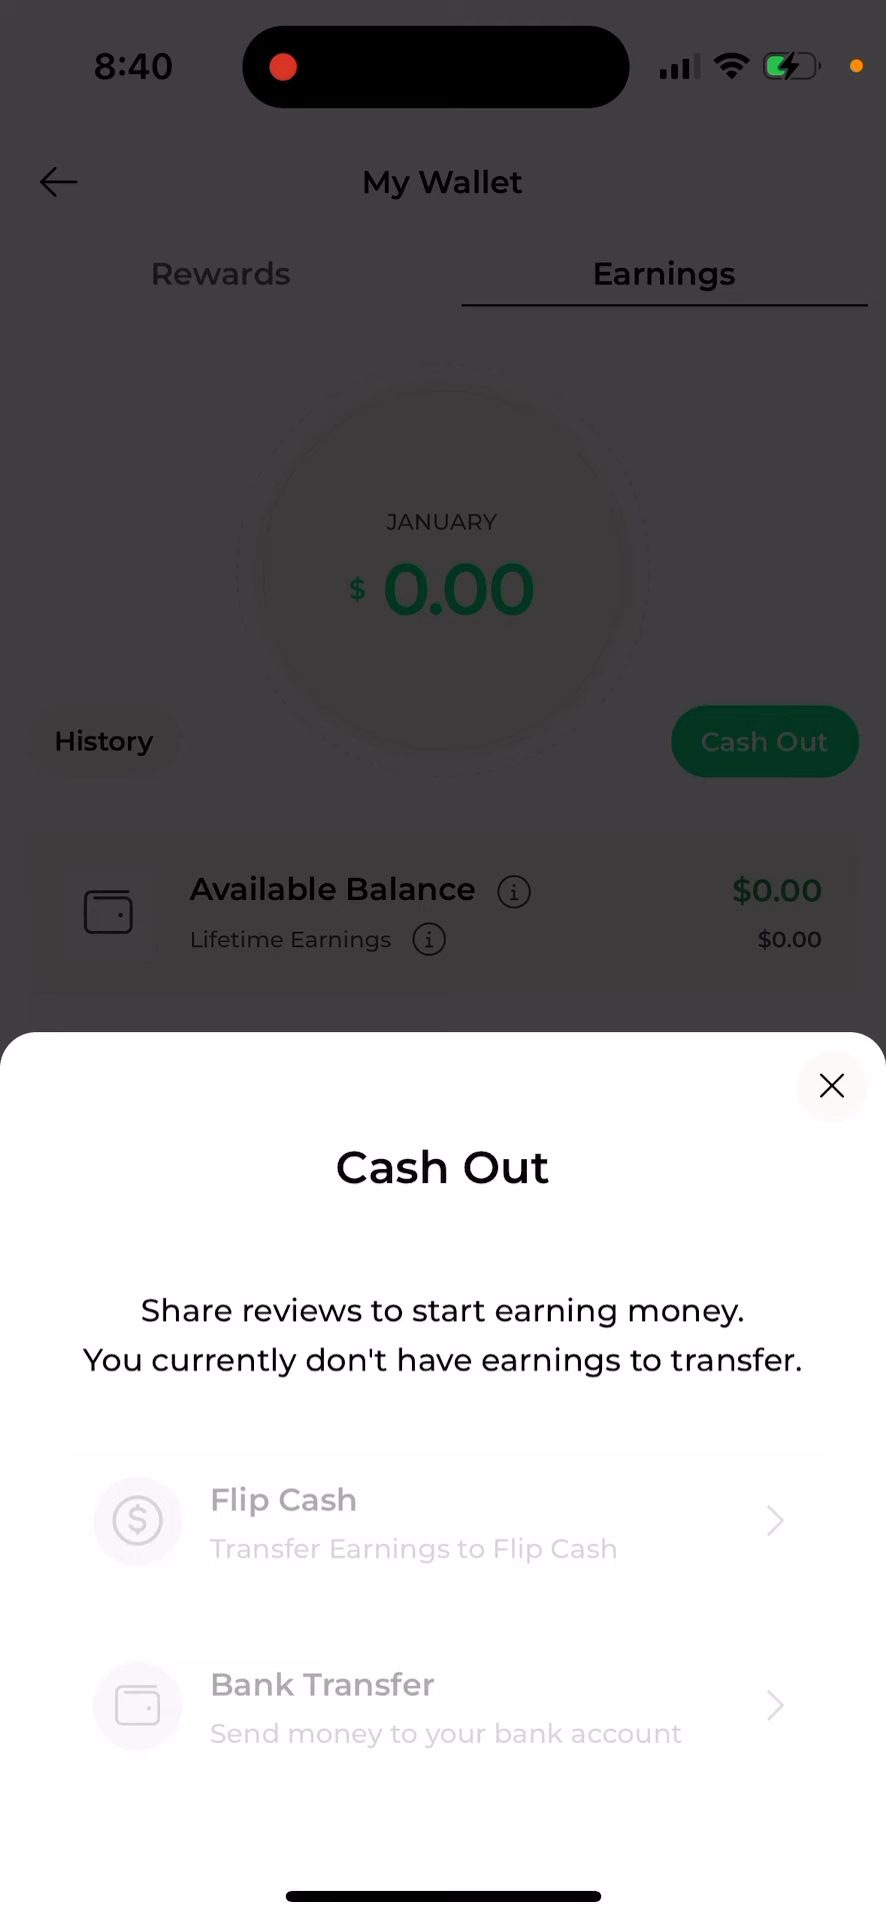 8:40
My Wallet
Rewards
Earnings
JANUARY
$ 0.00
History
Cash Out
Available Balance
$0.00
Lifetime Earnings
$0.00
Cash Out
Share reviews to start earning money.
You currently don't have earnings to transfer.
Flip Cash
Transfer Earnings to Flip Cash
Bank Transfer
Send money to your bank account